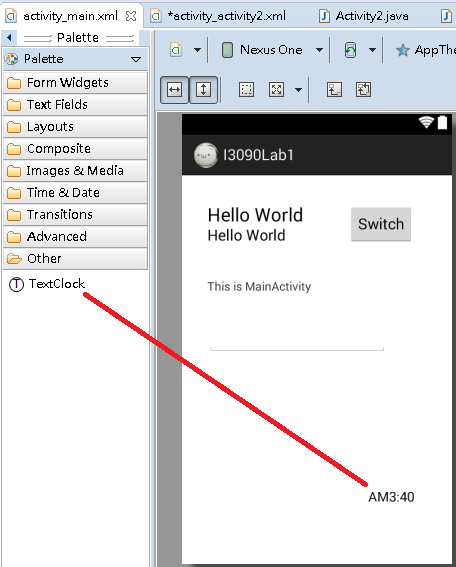 activity_main.xml
*activity_activity2.xml
Activity2.java
Palette
Palette
Nexus One
AppThe
Form Widgets
Text Fields
Layouts
Composite
Images & Media
Time & Date
Transitions
Advanced
Other
TextClock
I3090Lab1
Hello World
Switch
Hello World
This is MainActivity
AM3:40